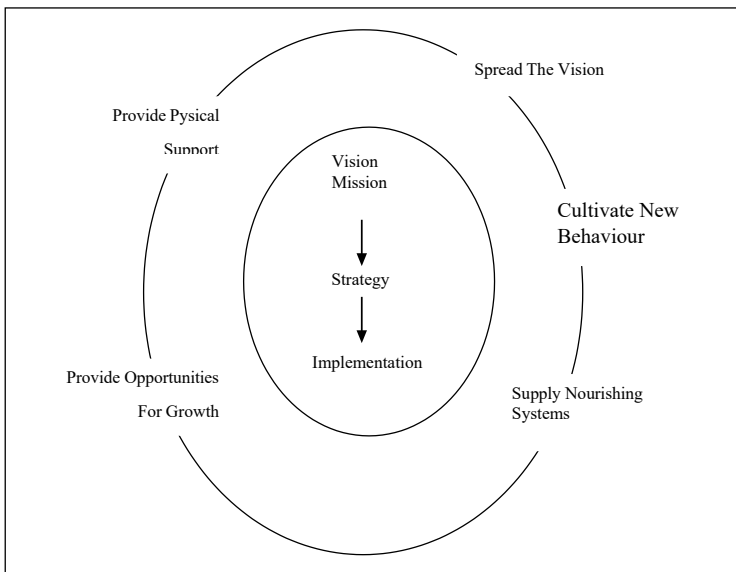 Spread The Vision
Provide Pysical
Support
Vision
Mission
Cultivate New
Behaviour
Strategy
Implementation
Provide Opportunities
For Growth
Supply Nourishing
Systems